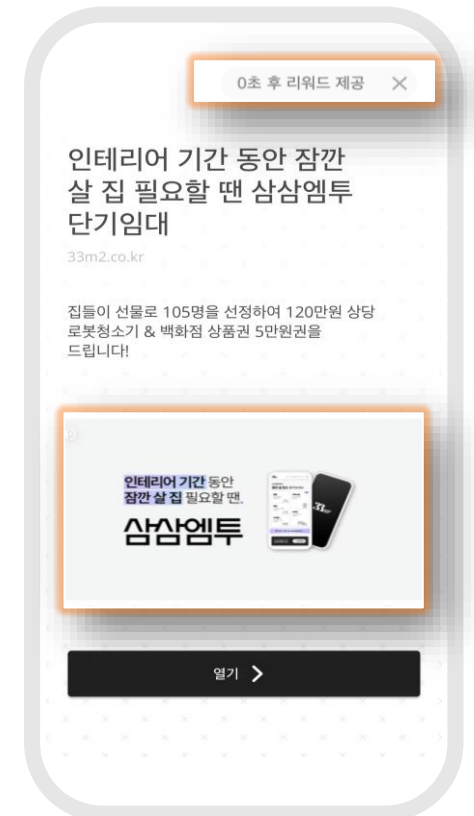 0초 후 리워드 제공
인테리어 기간 동안 잠깐
살 집 필요할 땐 삼삼엠투
단기임대
33m2.co.kr
집들이 선물로 105명을 선정하여 120만원 상당
로봇청소기 & 백화점 상품권 5만원권을
드립니다!
인테리어 기간 동안
잠깐 살 집 필요할 땐.
삼삼엠투
열기